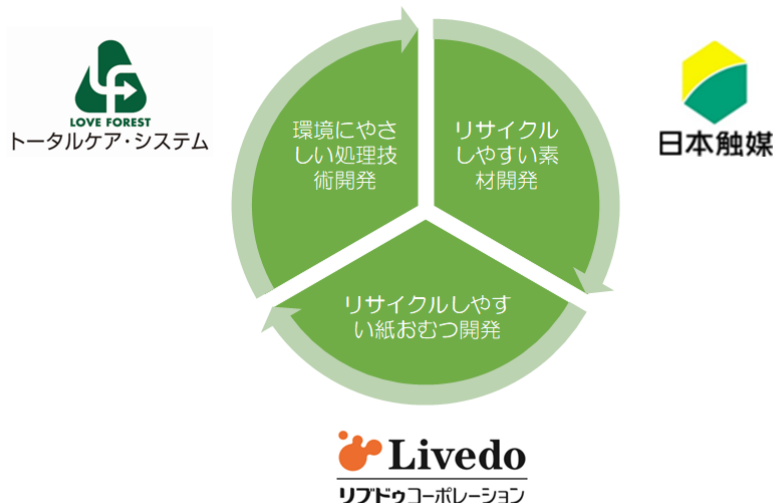 LOVE FOREST
トータルケア・システム
環境にやさ
しい処理技
術開発
リサイクル
しやすい素
材開発
日本触媒
リサイクルしやす
い紙おむつ開発
Livedo
リブドゥコーポレーション